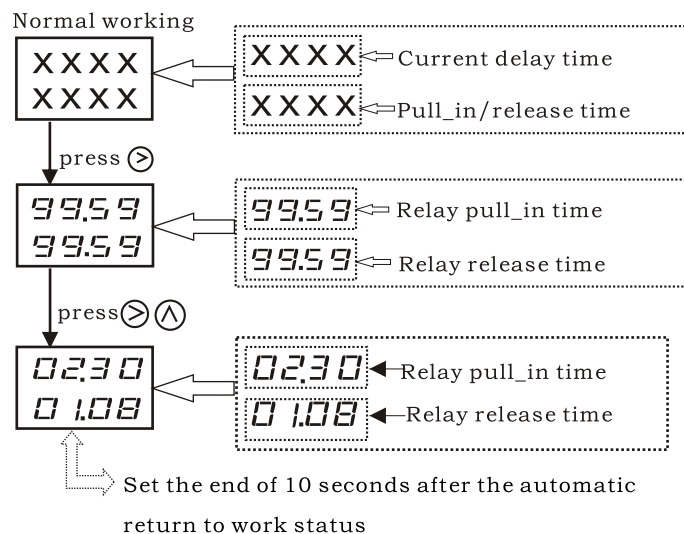 Normal working
XXXX
XXXX
XXXX Current delay time
XXXX Pull_in/release time
press >
99.59
99.59
99.59 Relay pull_in time
99.59 Relay release time
press > ∧
02.30
01.08
02.30 Relay pull_in time
01.08 Relay release time
Set the end of 10 seconds after the automatic
return to work status